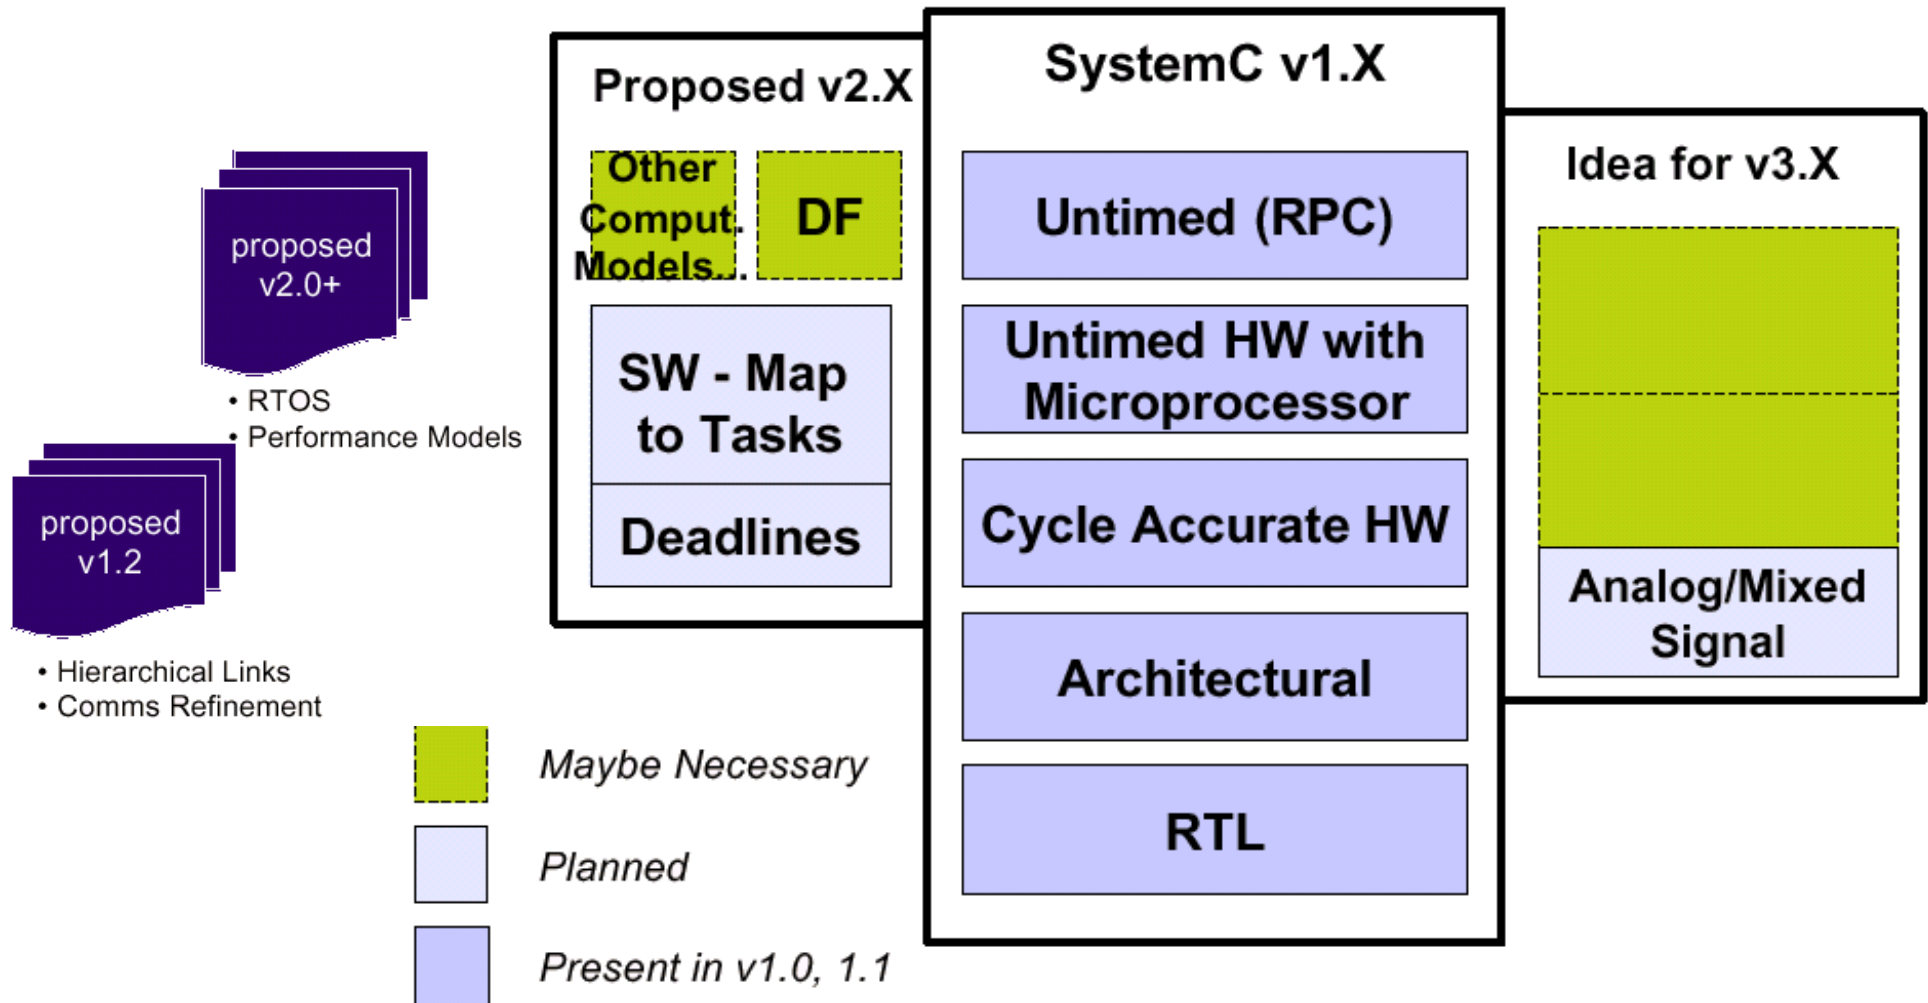 Proposed v2.X
SystemC v1.X
Idea for v3.X
Other
Comput.
Models...
DF
SW - Map
to Tasks
Deadlines
Untimed (RPC)
Untimed HW with
Microprocessor
Cycle Accurate HW
Architectural
RTL
Analog/Mixed
Signal
proposed
v2.0+
• RTOS
• Performance Models
proposed
v1.2
• Hierarchical Links
• Comms Refinement
Maybe Necessary
Planned
Present in v1.0, 1.1